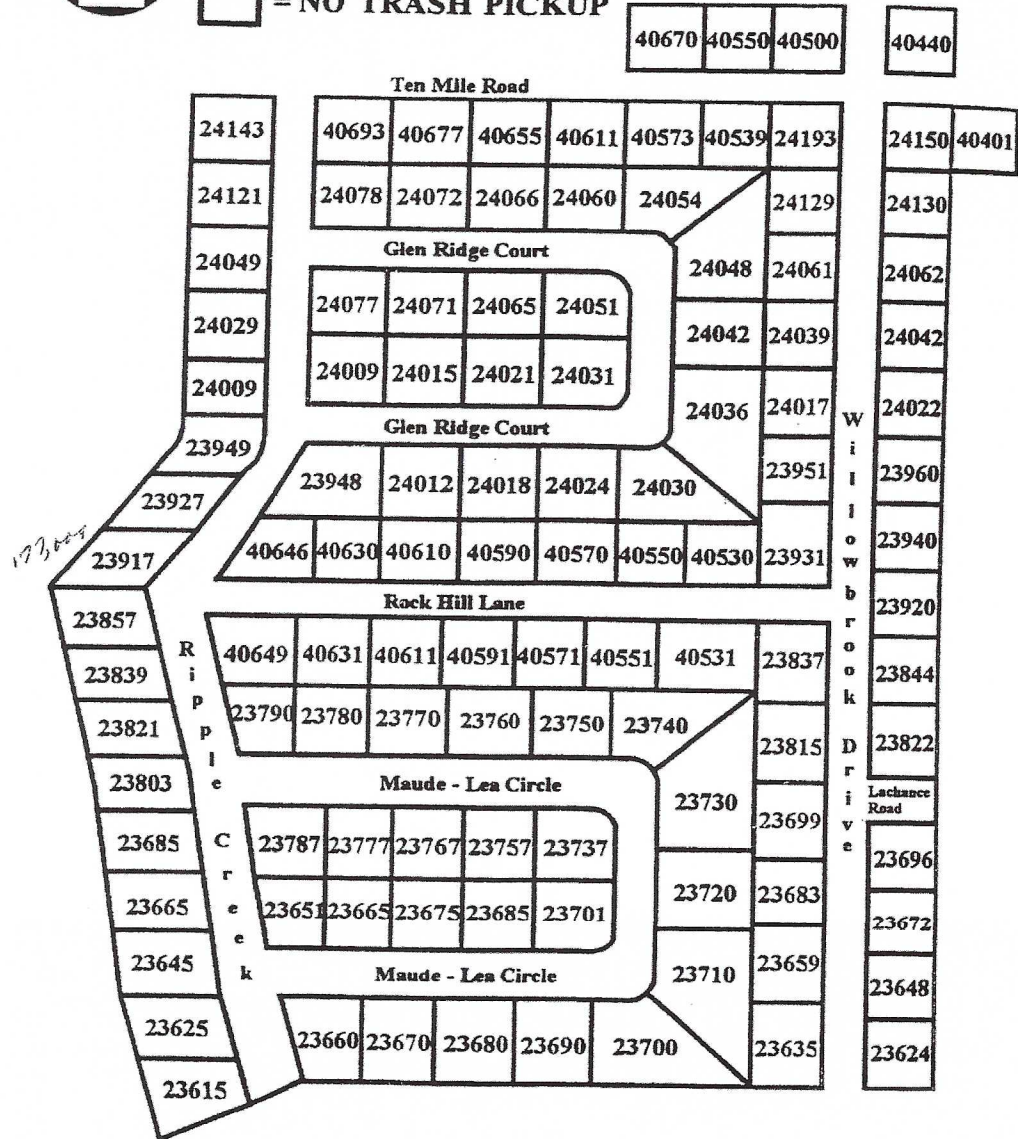 = NO TRASH PICKUP
40670 40550 40500 40440
Ten Mile Road
24143 40693 40677 40655 40611 40573 40539 24193 24150 40401
24121 24078 24072 24066 24060 24054 24129 24130
Glen Ridge Court
24049 24048 24061 24062
24077 24071 24065 24051
24029 24042 24039 24042
24009 24009 24015 24021 24031
24036 24017 24022
Glen Ridge Court
23949 23951 23960
23948 24012 24018 24024 24030
23927
23917 40646 40630 40610 40590 40570 40550 40530 23931 23940
Rock Hill Lane
23857 23920
40649 40631 40611 40591 40571 40551 40531 23837 23844
23839
23821 23790 23780 23770 23760 23750 23740 23815 23822
Maude - Lea Circle
23803 23730 23699
Lachance
Road
23685 23787 23777 23767 23757 23737 23696
23665 23651 23665 23675 23685 23701 23720 23683 23672
Maude - Lea Circle
23645 23710 23659 23648
23625 23660 23670 23680 23690 23700 23635 23624
23615
Ripple Creek
Willowbrook Drive